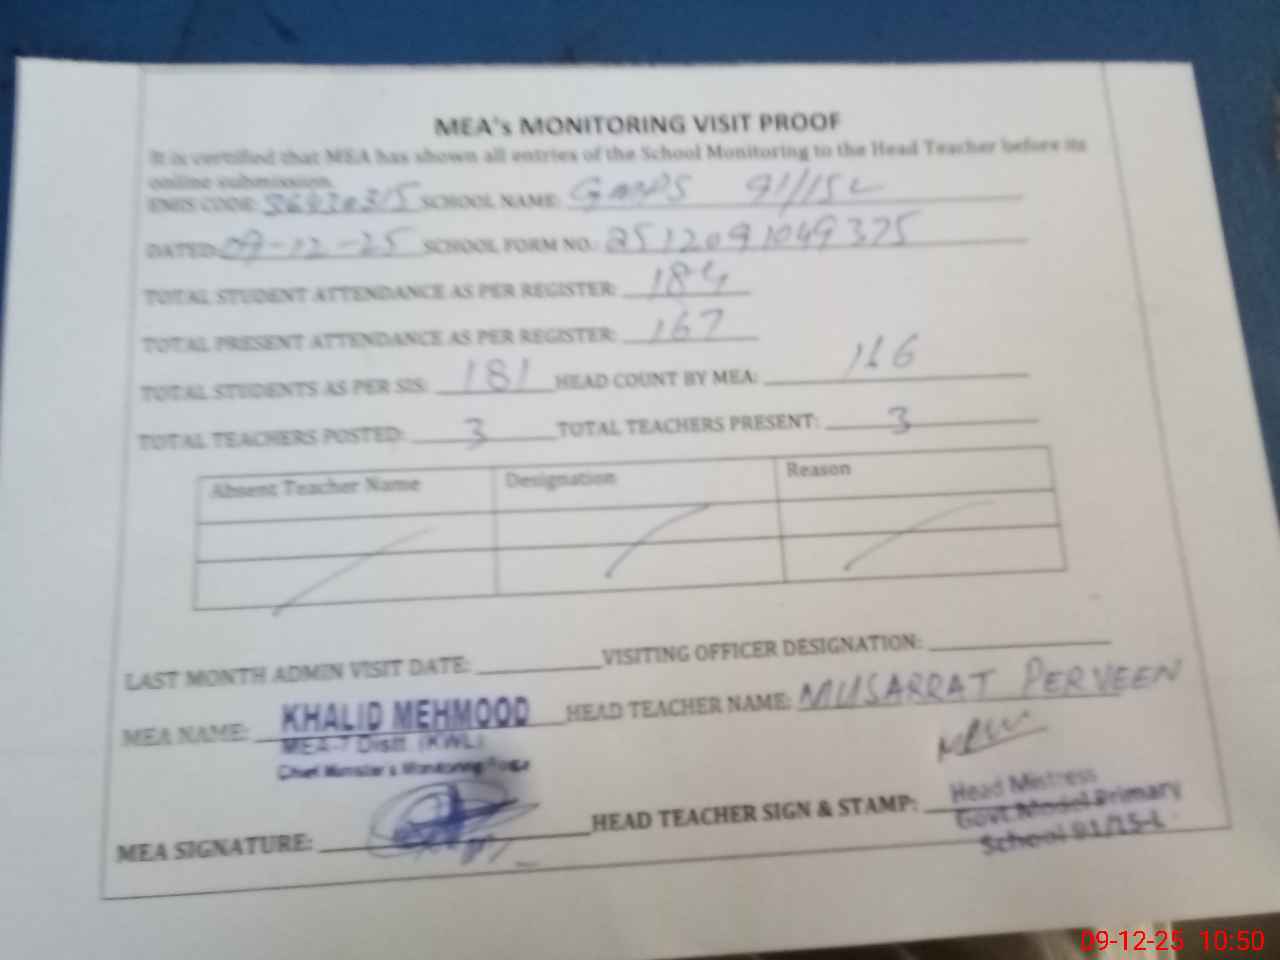 MEA's MONITORING VISIT PROOF
It is certified that MEA has shown all entries of the School Monitoring to the Head Teacher before its
online submission.
EMIS CODE: SCHOOL NAME: GMPS 91/15L
DATED: 09-12-25 SCHOOL FORM NO.: 2512091049375
TOTAL STUDENT ATTENDANCE AS PER REGISTER: 184
TOTAL PRESENT ATTENDANCE AS PER REGISTER: 167
TOTAL STUDENTS AS PER SIS: 181 HEAD COUNT BY MEA:
TOTAL TEACHERS POSTED: 3 TOTAL TEACHERS PRESENT: 3
Absent Teacher Name Designation Reason
LAST MONTH ADMIN VISIT DATE: VISITING OFFICER DESIGNATION:
MEA NAME: KHALID MEHMOOD HEAD TEACHER NAME: MUSARRAT PERVEEN
MEA-7 Distt. (KWL)
Chief Minister's Monitoring Force
MEA SIGNATURE: HEAD TEACHER SIGN & STAMP: Head Mistress
Govt Model Primary
School 91/15-L
09-12-25 10:50